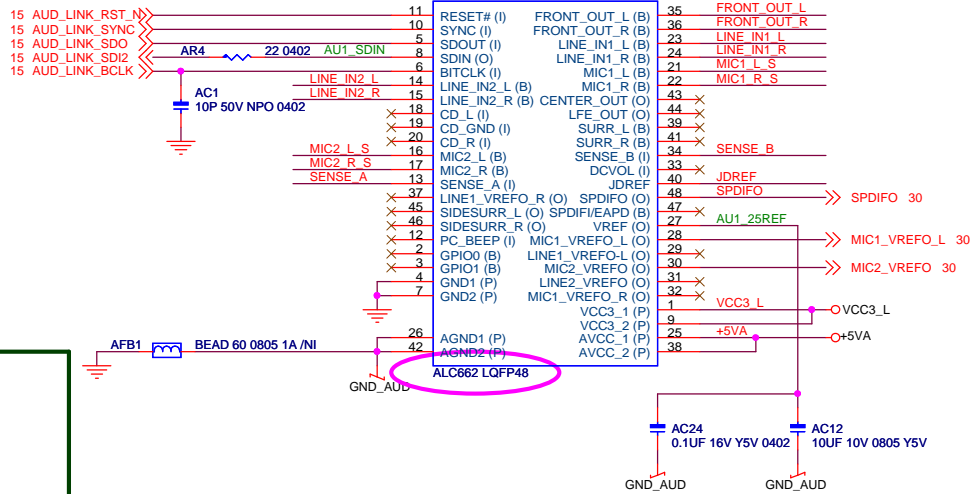 15 AUD_LINK_RST_N 11 RESET# (I) FRONT_OUT_L (B) 35 FRONT_OUT_L
15 AUD_LINK_SYNC 10 SYNC (I) FRONT_OUT_R (B) 36 FRONT_OUT_R
15 AUD_LINK_SDO 5 SDOUT (I) LINE_IN1_L (B) 23 LINE_IN1_L
15 AUD_LINK_SDI2 AR4 22 0402 AU1_SDIN 8 SDIN (O) LINE_IN1_R (B) 24 LINE_IN1_R
15 AUD_LINK_BCLK 6 BITCLK (I) MIC1_L (B) 21 MIC1_L_S
LINE_IN2_L 14 LINE_IN2_L (B) MIC1_R (B) 22 MIC1_R_S
AC1 LINE_IN2_R 15 LINE_IN2_R (B) CENTER_OUT (O) 43
10P 50V NPO 0402 18 CD_L (I) LFE_OUT (O) 44
19 CD_GND (I) SURR_L (B) 39
20 CD_R (I) SURR_R (B) 41
MIC2_L_S 16 MIC2_L (B) SENSE_B (I) 34 SENSE_B
MIC2_R_S 17 MIC2_R (B) DCVOL (I) 33
SENSE_A 13 SENSE_A (I) JDREF 40 JDREF
37 LINE1_VREFO_R (O) SPDIFO (O) 48 SPDIFO SPDIFO 30
45 SIDESURR_L (O) SPDIFI/EAPD (B) 47
46 SIDESURR_R (O) VREF (O) 27 AU1_25REF
12 PC_BEEP (I) MIC1_VREFO_L (O) 28 MIC1_VREFO_L 30
2 GPIO0 (B) LINE1_VREFO-L (O) 29
3 GPIO1 (B) MIC2_VREFO (O) 30 MIC2_VREFO 30
4 GND1 (P) LINE2_VREFO (O) 31
7 GND2 (P) MIC1_VREFO_R (O) 32
VCC3_1 (P) 1 VCC3_L VCC3_L
VCC3_2 (P) 9
26 AGND1 (P) AVCC_1 (P) 25 +5VA +5VA
AFB1 BEAD 60 0805 1A /NI 42 AGND2 (P) AVCC_2 (P) 38
ALC662 LQFP48
GND_AUD
AC24 AC12
0.1UF 16V Y5V 0402 10UF 10V 0805 Y5V
GND_AUD GND_AUD